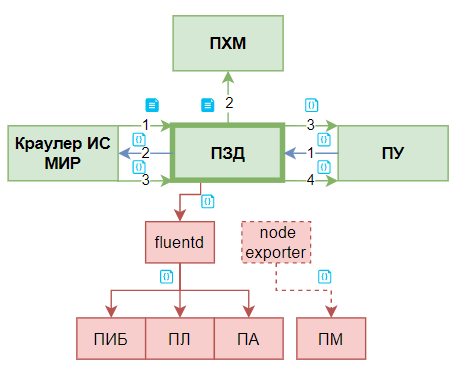 ПХМ
1
2
3
Краулер ИС
МИР
2
ПЗД
1
ПУ
3
4
fluentd
node
exporter
ПИБ
ПЛ
ПА
ПМ